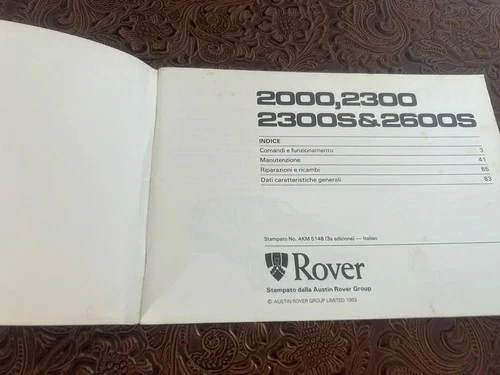 2000,2300
2300S&2600S
INDICE
Comandi e funzionamento 3
Manutenzione 41
Riparazioni e ricambi 65
Dati caratteristiche generali 83
Stampato No. AKM 5148 (3a edizione) — Italian
Rover
Stampato dalla Austin Rover Group
© AUSTIN ROVER GROUP LIMITED 1983